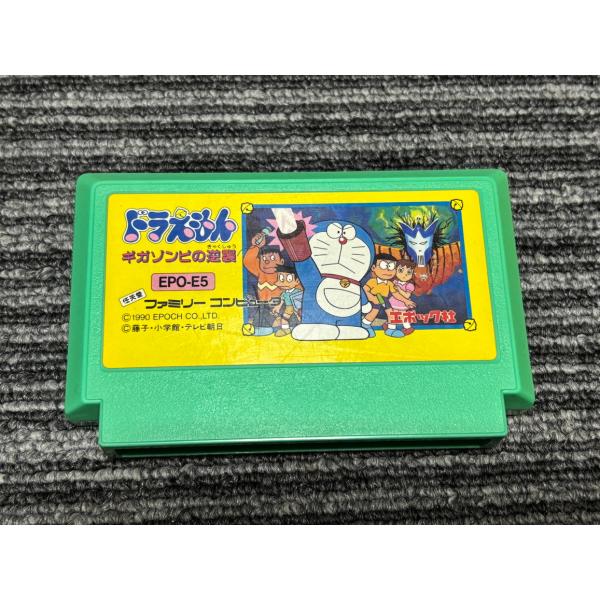 ドラえもん
きゃくしゅう
ギガゾンビの逆襲
EPO-E5
任天堂 ファミリー コンピュータ
©1990 EPOCH CO.,LTD.
©藤子・小学館・テレビ朝日
エポック社